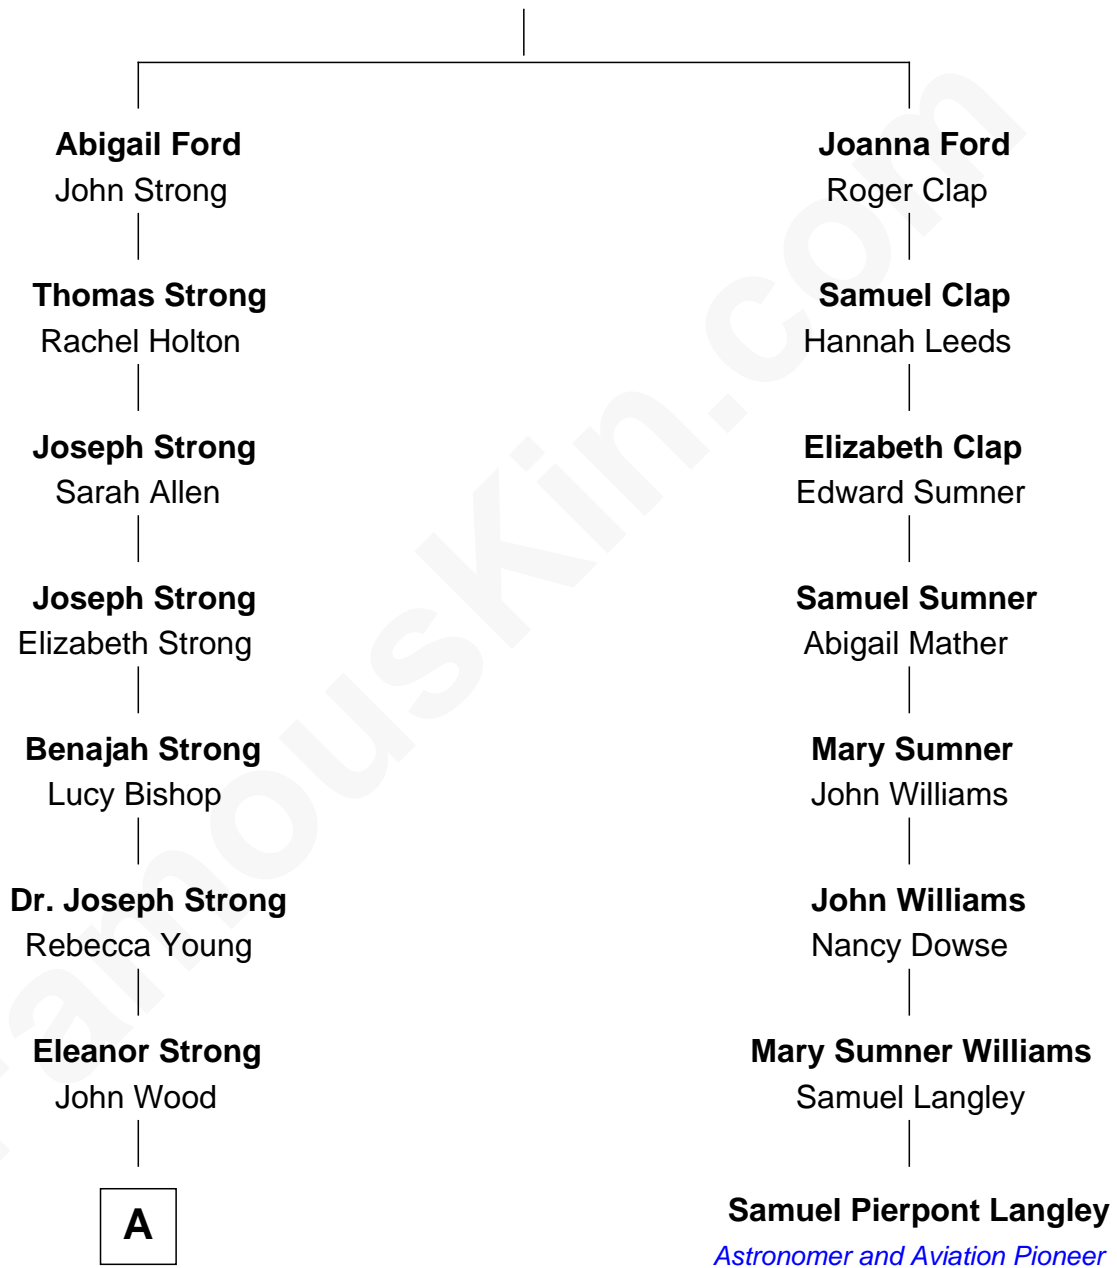 Abigail Ford
John Strong
Joanna Ford
Roger Clap
Thomas Strong
Rachel Holton
Samuel Clap
Hannah Leeds
Joseph Strong
Sarah Allen
Elizabeth Clap
Edward Sumner
Joseph Strong
Elizabeth Strong
Samuel Sumner
Abigail Mather
Benajah Strong
Lucy Bishop
Mary Sumner
John Williams
Dr. Joseph Strong
Rebecca Young
John Williams
Nancy Dowse
Eleanor Strong
John Wood
Mary Sumner Williams
Samuel Langley
A
Samuel Pierpont Langley
Astronomer and Aviation Pioneer
FamousKin.com